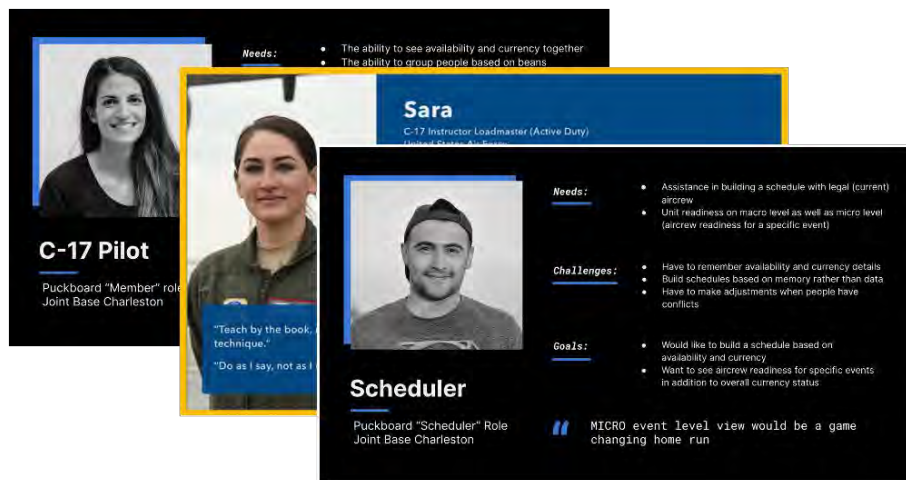 Needs:
● The ability to see availability and currency together
● The ability to group people based on beans
C-17 Pilot
Puckboard "Member" role
Joint Base Charleston
Sara
C-17 Instructor Loadmaster (Active Duty)
United States Air Force
"Teach by the book,
technique."
"Do as I say, not as I
Needs:
● Assistance in building a schedule with legal (current)
aircrew
● Unit readiness on macro level as well as micro level
(aircrew readiness for a specific event)
Challenges:
● Have to remember availability and currency details
● Build schedules based on memory rather than data
● Have to make adjustments when people have
conflicts
Goals:
● Would like to build a schedule based on
availability and currency
● Want to see aircrew readiness for specific events
in addition to overall currency status
Scheduler
Puckboard "Scheduler" Role
Joint Base Charleston
" MICRO event level view would be a game
changing home run